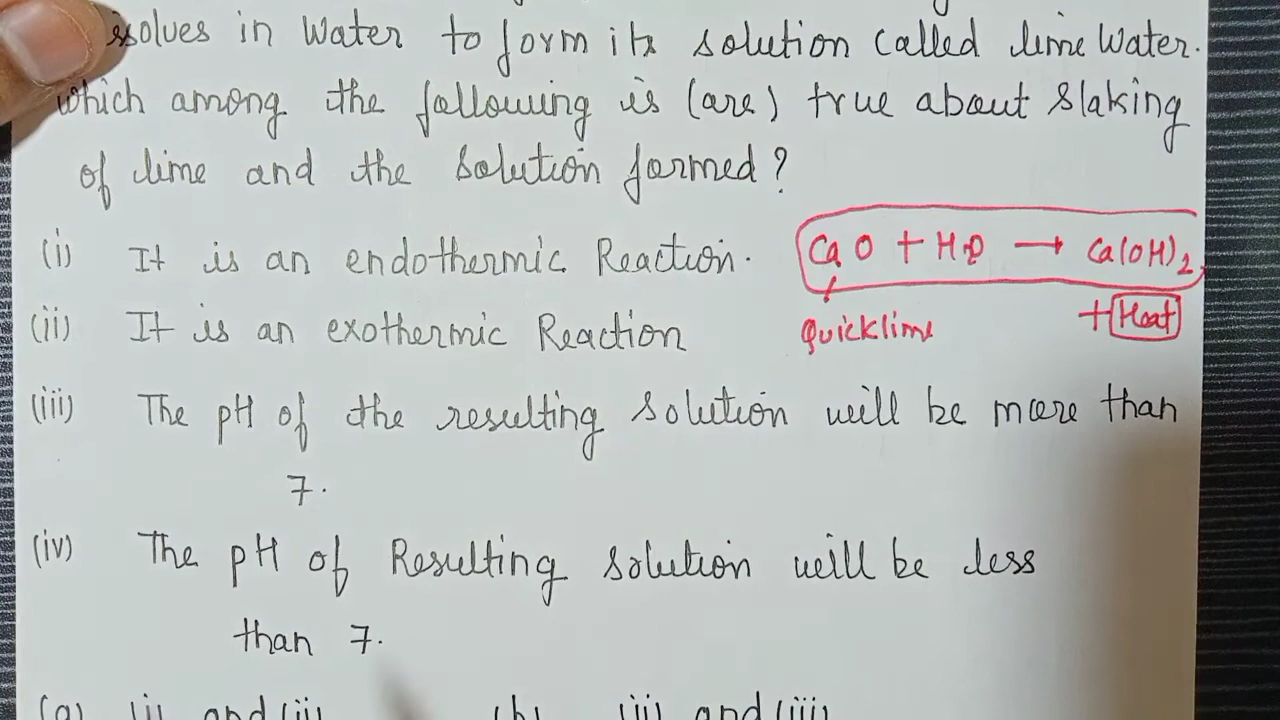 ssolves in Water to form its solution called lime Water.
which among the following is (are) true about slaking
of lime and the solution formed?
(i) It is an endothermic Reaction.
CaO + H2O → Ca(OH)2
+ Heat
Quicklime
(ii) It is an exothermic Reaction
(iii) The pH of the resulting solution will be more than
7.
(iv) The pH of Resulting solution will be less
than 7.